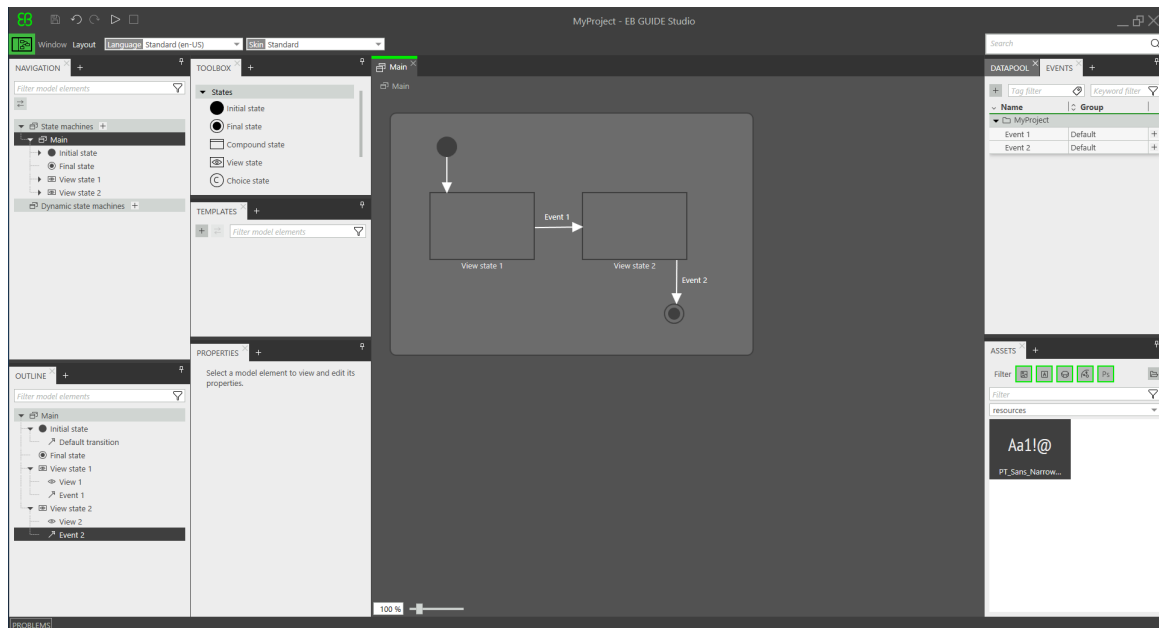 EB
MyProject - EB GUIDE Studio
Window Layout Language Standard (en-US) Skin Standard
Search
NAVIGATION
Filter model elements
State machines
Main
Initial state
Final state
View state 1
View state 2
Dynamic state machines
OUTLINE
Filter model elements
Main
Initial state
Default transition
Final state
View state 1
View 1
Event 1
View state 2
View 2
Event 2
TOOLBOX
States
Initial state
Final state
Compound state
View state
C Choice state
TEMPLATES
Filter model elements
PROPERTIES
Select a model element to view and edit its
properties.
Main
Main
Event 1
View state 1
View state 2
Event 2
100 %
DATAPOOL EVENTS
Tag filter Keyword filter
Name Group
MyProject
Event 1 Default
Event 2 Default
ASSETS
Filter A Ps
Filter
resources
Aa1!@
PT_Sans_Narrow...
PROBLEMS